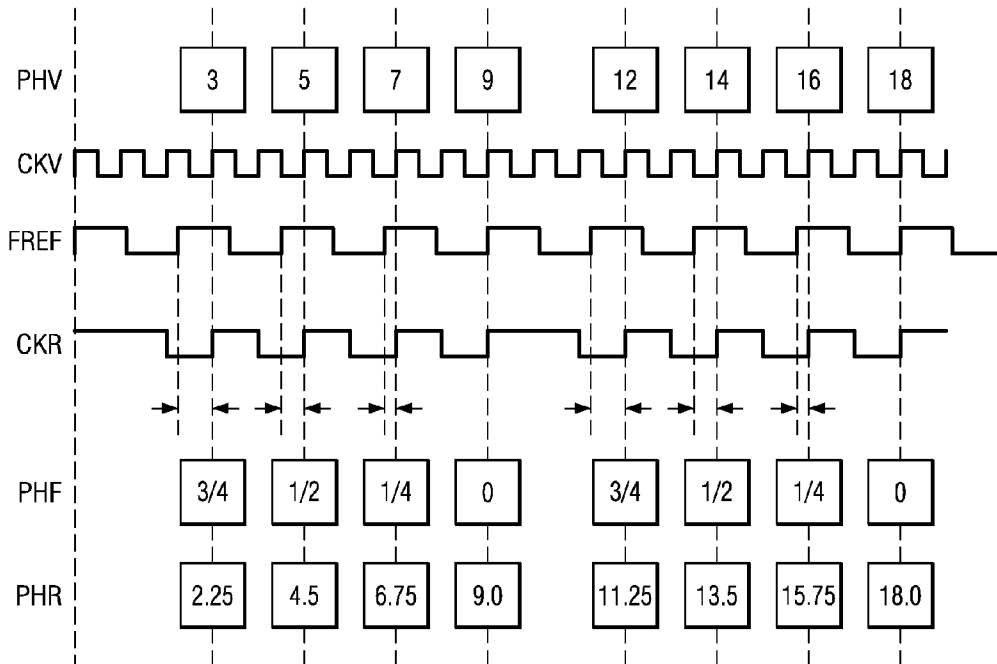 PHV 3 5 7 9 12 14 16 18
CKV
FREF
CKR
PHF 3/4 1/2 1/4 0 3/4 1/2 1/4 0
PHR 2.25 4.5 6.75 9.0 11.25 13.5 15.75 18.0